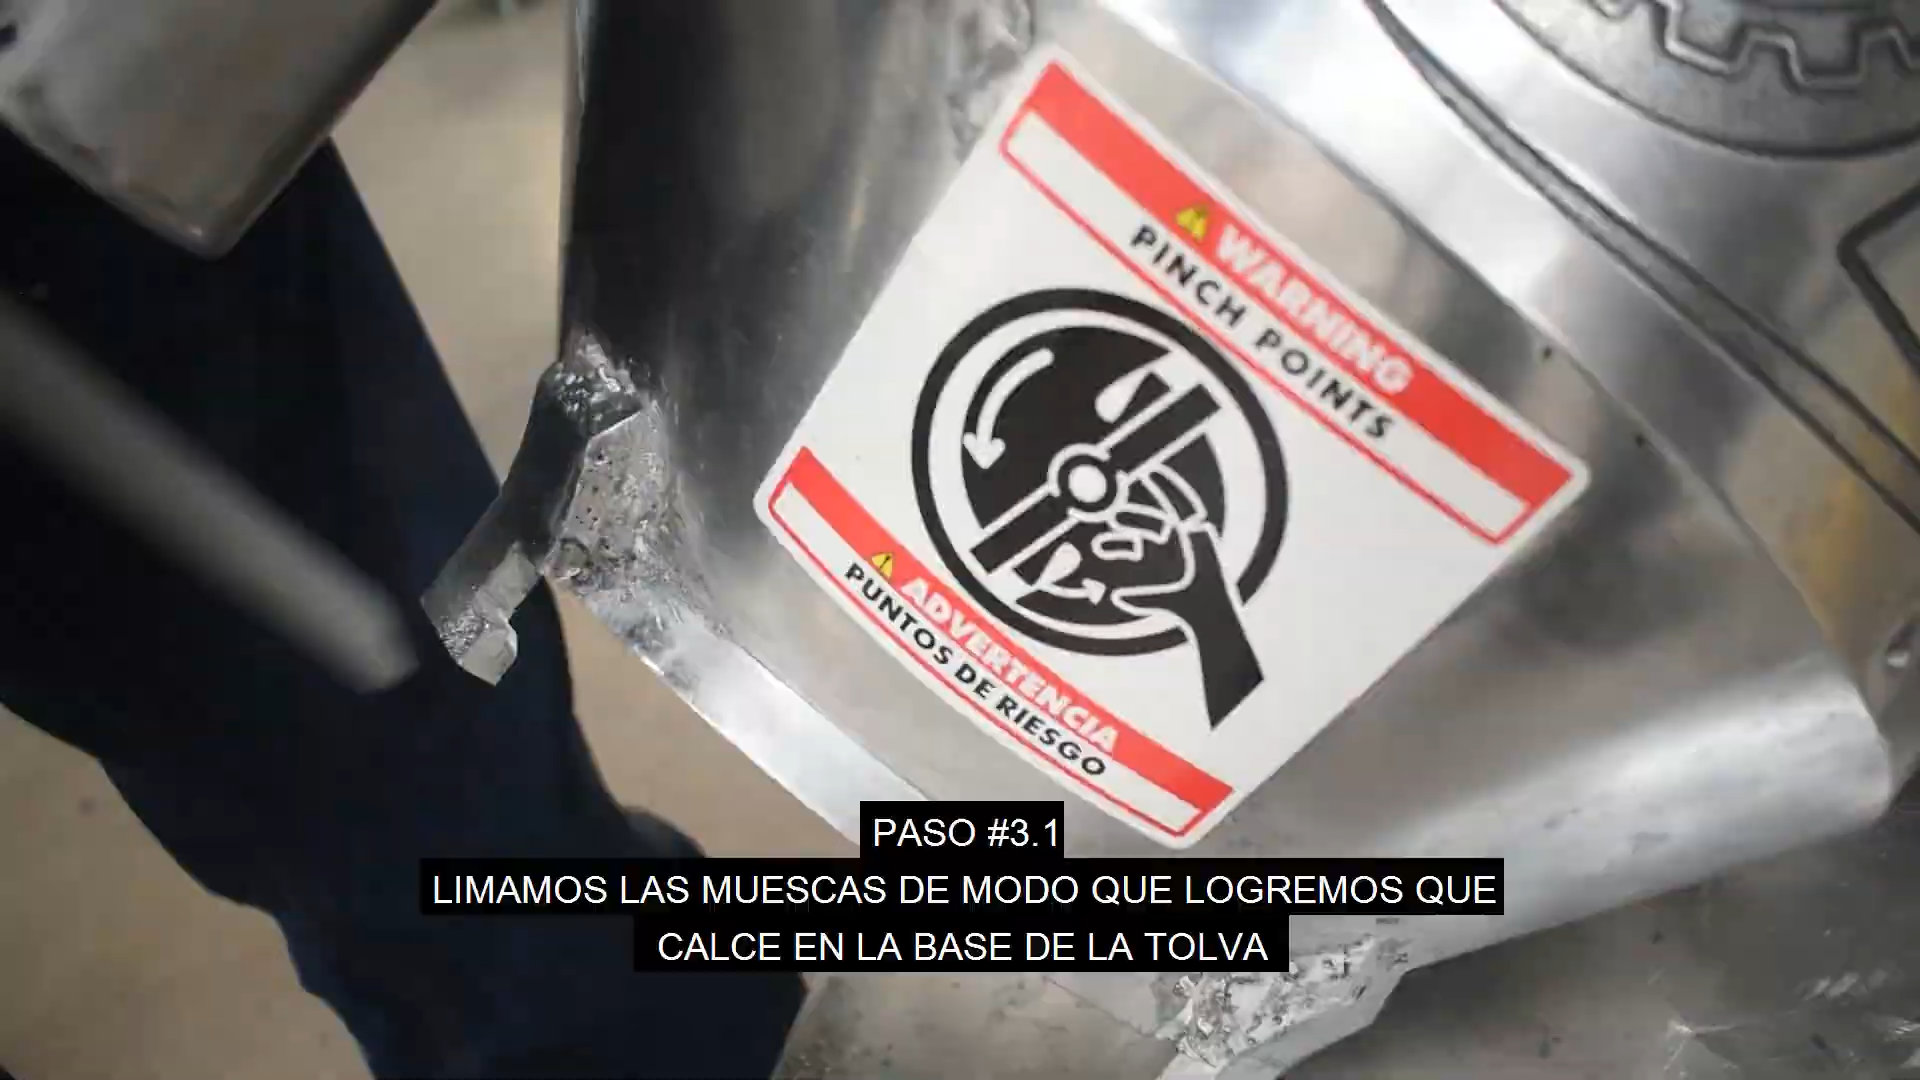 WARNING
PINCH POINTS
ADVERTENCIA
PUNTOS DE RIESGO
PASO #3.1
LIMAMOS LAS MUESCAS DE MODO QUE LOGREMOS QUE
CALCE EN LA BASE DE LA TOLVA